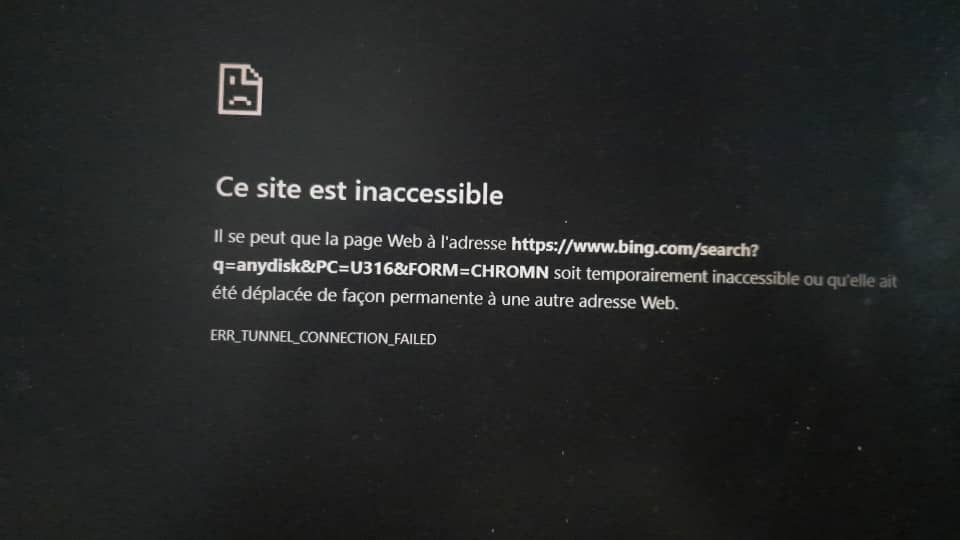 Ce site est inaccessible
Il se peut que la page Web à l'adresse https://www.bing.com/search?
q=anydisk&PC=U316&FORM=CHROMN soit temporairement inaccessible ou qu'elle ait
été déplacée de façon permanente à une autre adresse Web.
ERR_TUNNEL_CONNECTION_FAILED